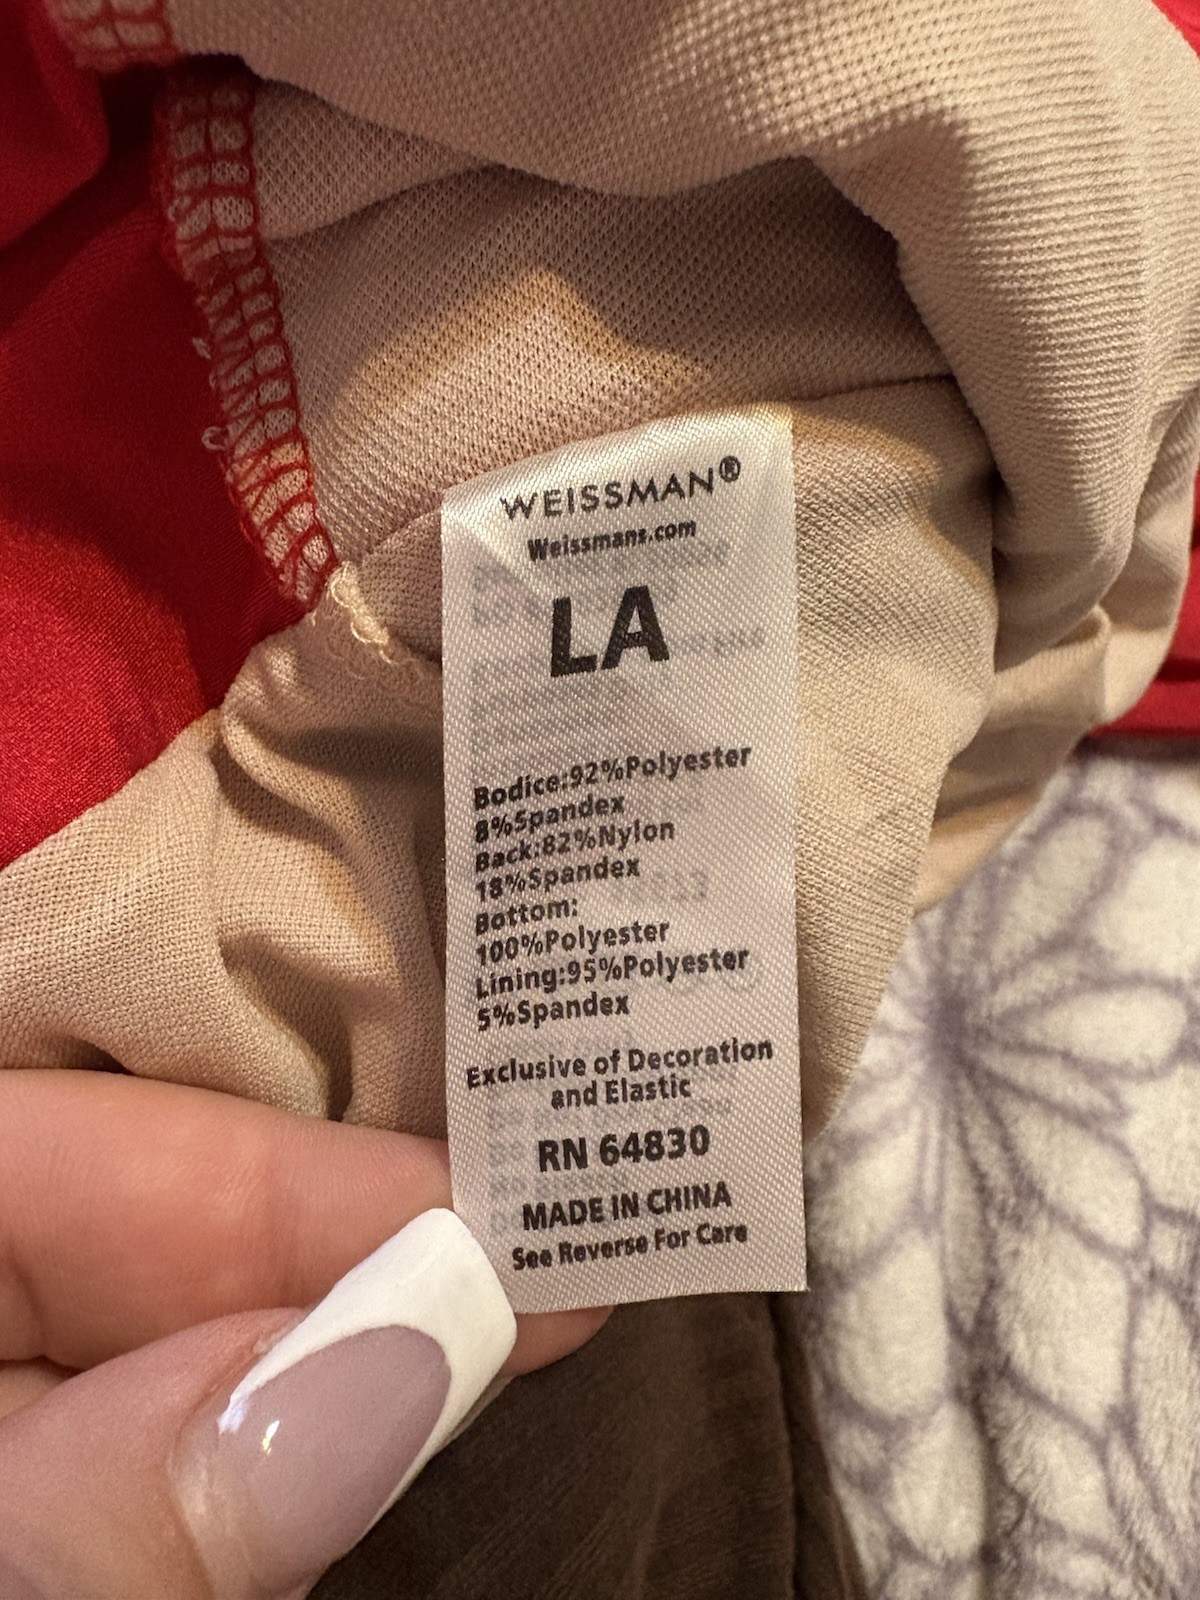 WEISSMAN®
Weissmans.com
LA
Bodice:92%Polyester
8%Spandex
Back:82%Nylon
18%Spandex
Bottom:
100%Polyester
Lining:95%Polyester
5%Spandex
Exclusive of Decoration
and Elastic
RN 64830
MADE IN CHINA
See Reverse For Care